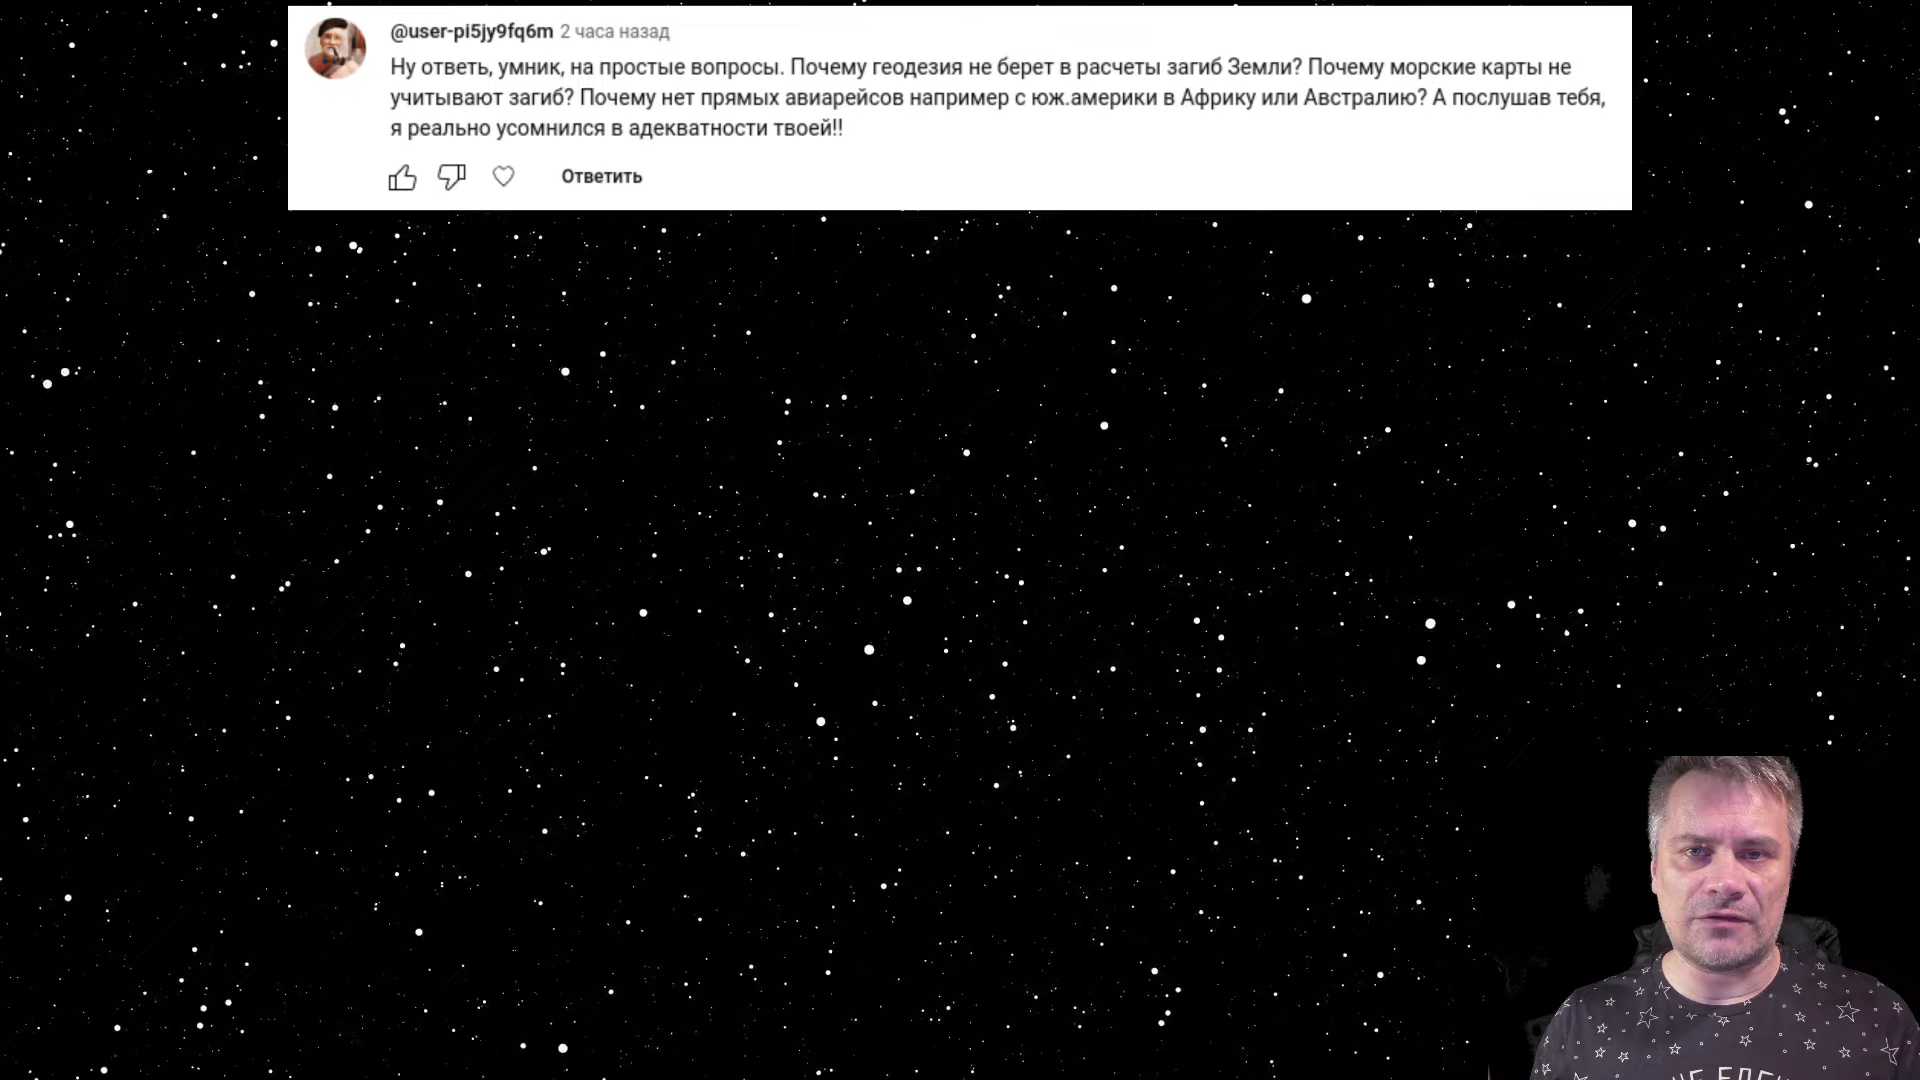 @user-pi5jy9fq6m 2 часа назад
Ну ответь, умник, на простые вопросы. Почему геодезия не берет в расчеты загиб Земли? Почему морские карты не
учитывают загиб? Почему нет прямых авиарейсов например с юж.америки в Африку или Австралию? А послушав тебя,
я реально усомнился в адекватности твоей!!
Ответить